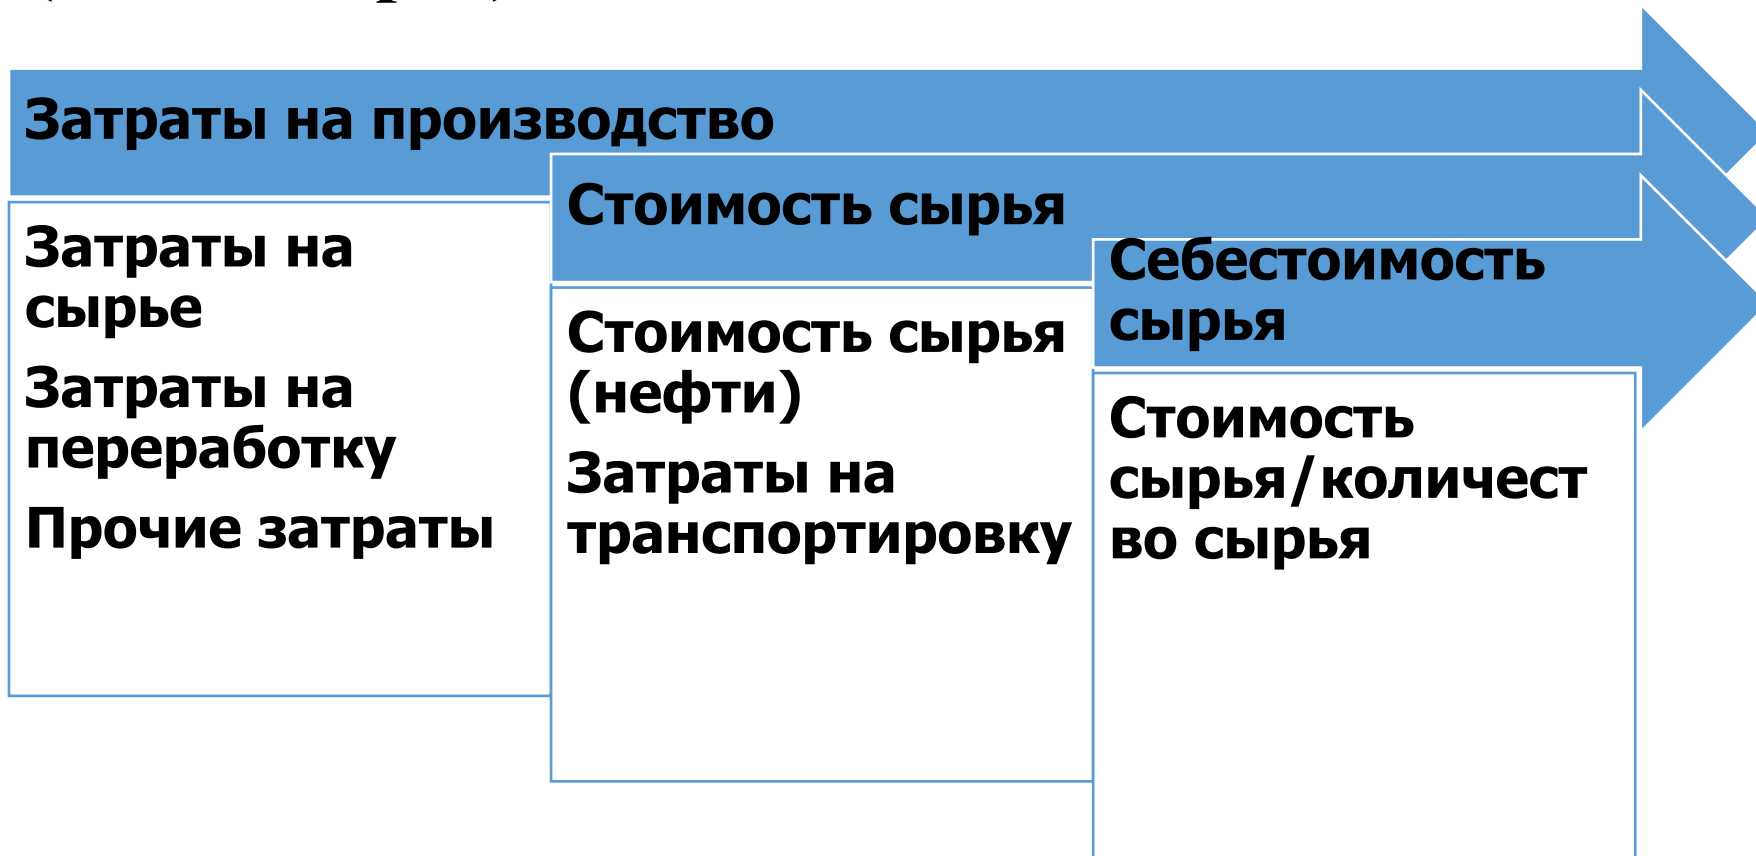 Затраты на производство
Затраты на
сырье
Затраты на
переработку
Прочие затраты
Стоимость сырья
Стоимость сырья
(нефти)
Затраты на
транспортировку
Себестоимость
сырья
Стоимость
сырья/количест
во сырья